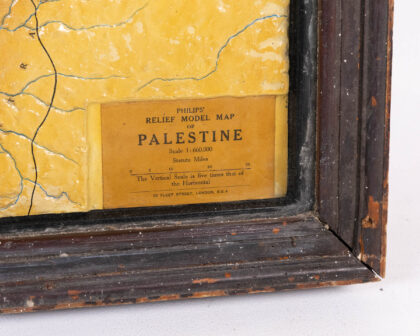 PHILIPS'
RELIEF MODEL MAP
OF
PALESTINE
Scale 1:660,000
Statute Miles
The Vertical Scale is five times that of
the Horizontal
32 FLEET STREET, LONDON, E.C.4